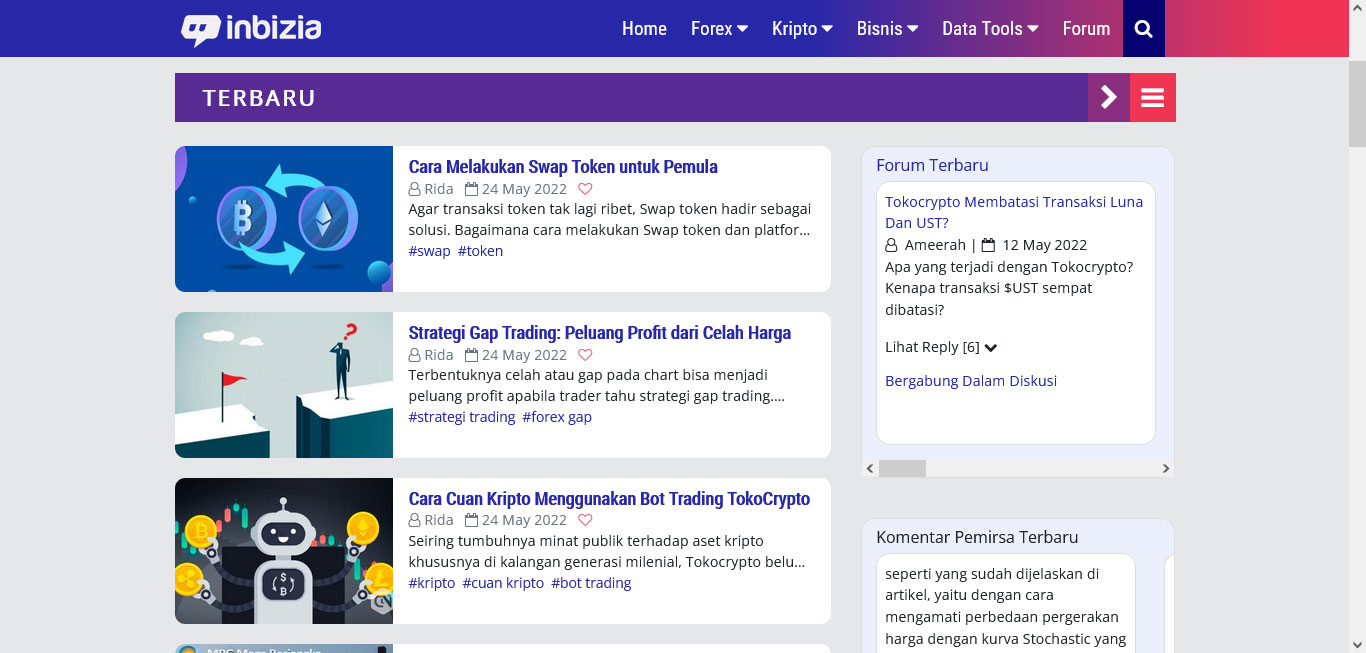 inbizia
Home Forex Kripto Bisnis Data Tools Forum
TERBARU
Cara Melakukan Swap Token untuk Pemula
Rida 24 May 2022
Agar transaksi token tak lagi ribet, Swap token hadir sebagai
solusi. Bagaimana cara melakukan Swap token dan platfor...
#swap #token
Strategi Gap Trading: Peluang Profit dari Celah Harga
Rida 24 May 2022
Terbentuknya celah atau gap pada chart bisa menjadi
peluang profit apabila trader tahu strategi gap trading....
#strategi trading #forex gap
Cara Cuan Kripto Menggunakan Bot Trading TokoCrypto
Rida 24 May 2022
Seiring tumbuhnya minat publik terhadap aset kripto
khususnya di kalangan generasi milenial, Tokocrypto belu...
#kripto #cuan kripto #bot trading
Forum Terbaru
Tokocrypto Membatasi Transaksi Luna
Dan UST?
Ameerah | 12 May 2022
Apa yang terjadi dengan Tokocrypto?
Kenapa transaksi $UST sempat
dibatasi?
Lihat Reply [6]
Bergabung Dalam Diskusi
Komentar Pemirsa Terbaru
seperti yang sudah dijelaskan di
artikel, yaitu dengan cara
mengamati perbedaan pergerakan
harga dengan kurva Stochastic yang